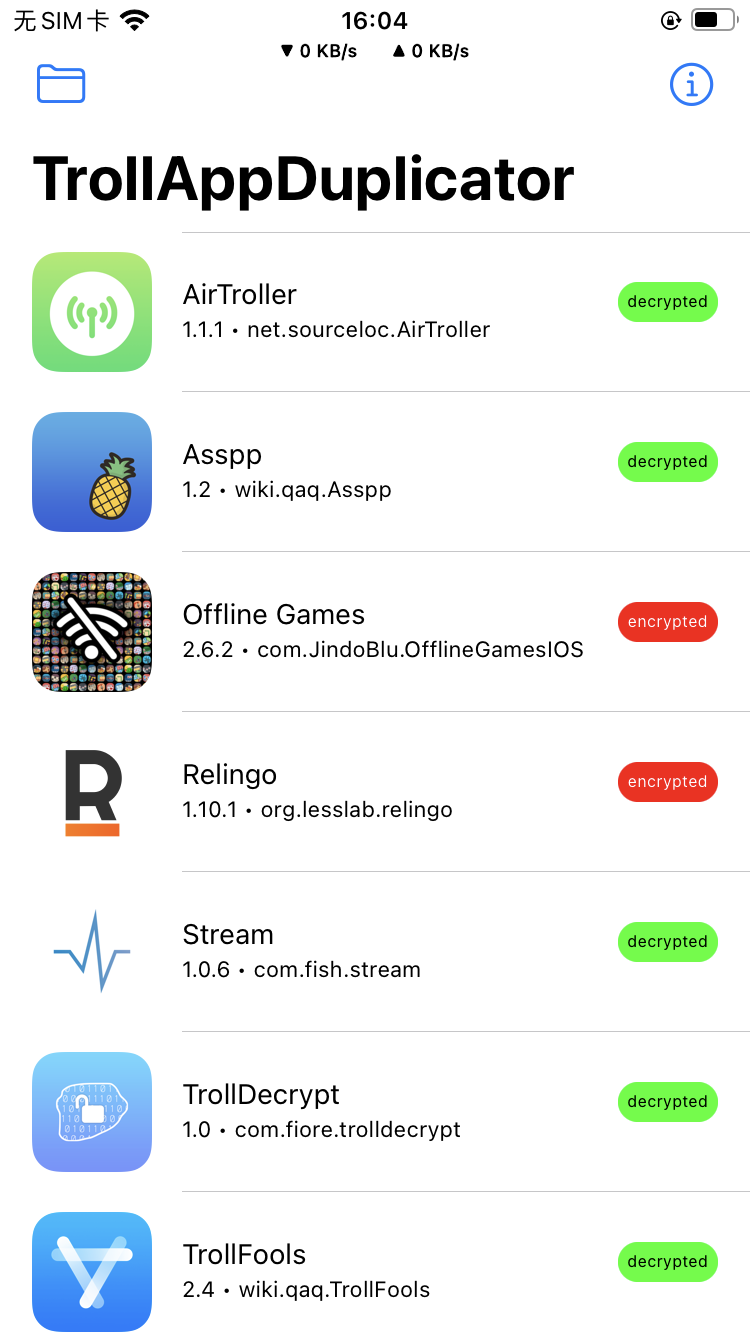 无SIM卡 16:04
▼ 0 KB/s ▲ 0 KB/s
TrollAppDuplicator
AirTroller
decrypted
1.1.1 • net.sourceloc.AirTroller
Asspp
decrypted
1.2 • wiki.qaq.Asspp
Offline Games
encrypted
2.6.2 • com.JindoBlu.OfflineGamesIOS
R
Relingo
encrypted
1.10.1 • org.lesslab.relingo
Stream
decrypted
1.0.6 • com.fish.stream
TrollDecrypt
decrypted
1.0 • com.fiore.trolldecrypt
TrollFools
decrypted
2.4 • wiki.qaq.TrollFools